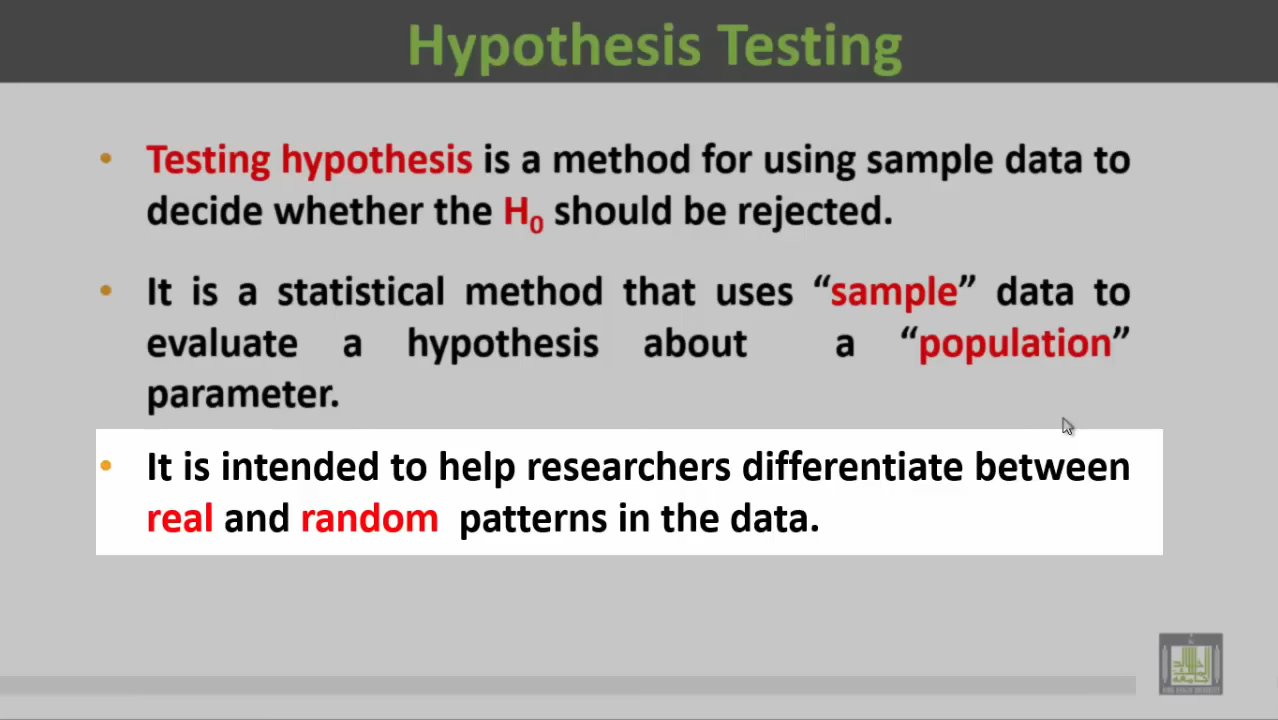 Hypothesis Testing
• Testing hypothesis is a method for using sample data to
decide whether the H₀ should be rejected.
• It is a statistical method that uses “sample” data to
evaluate a hypothesis about a “population”
parameter.
• It is intended to help researchers differentiate between
real and random patterns in the data.